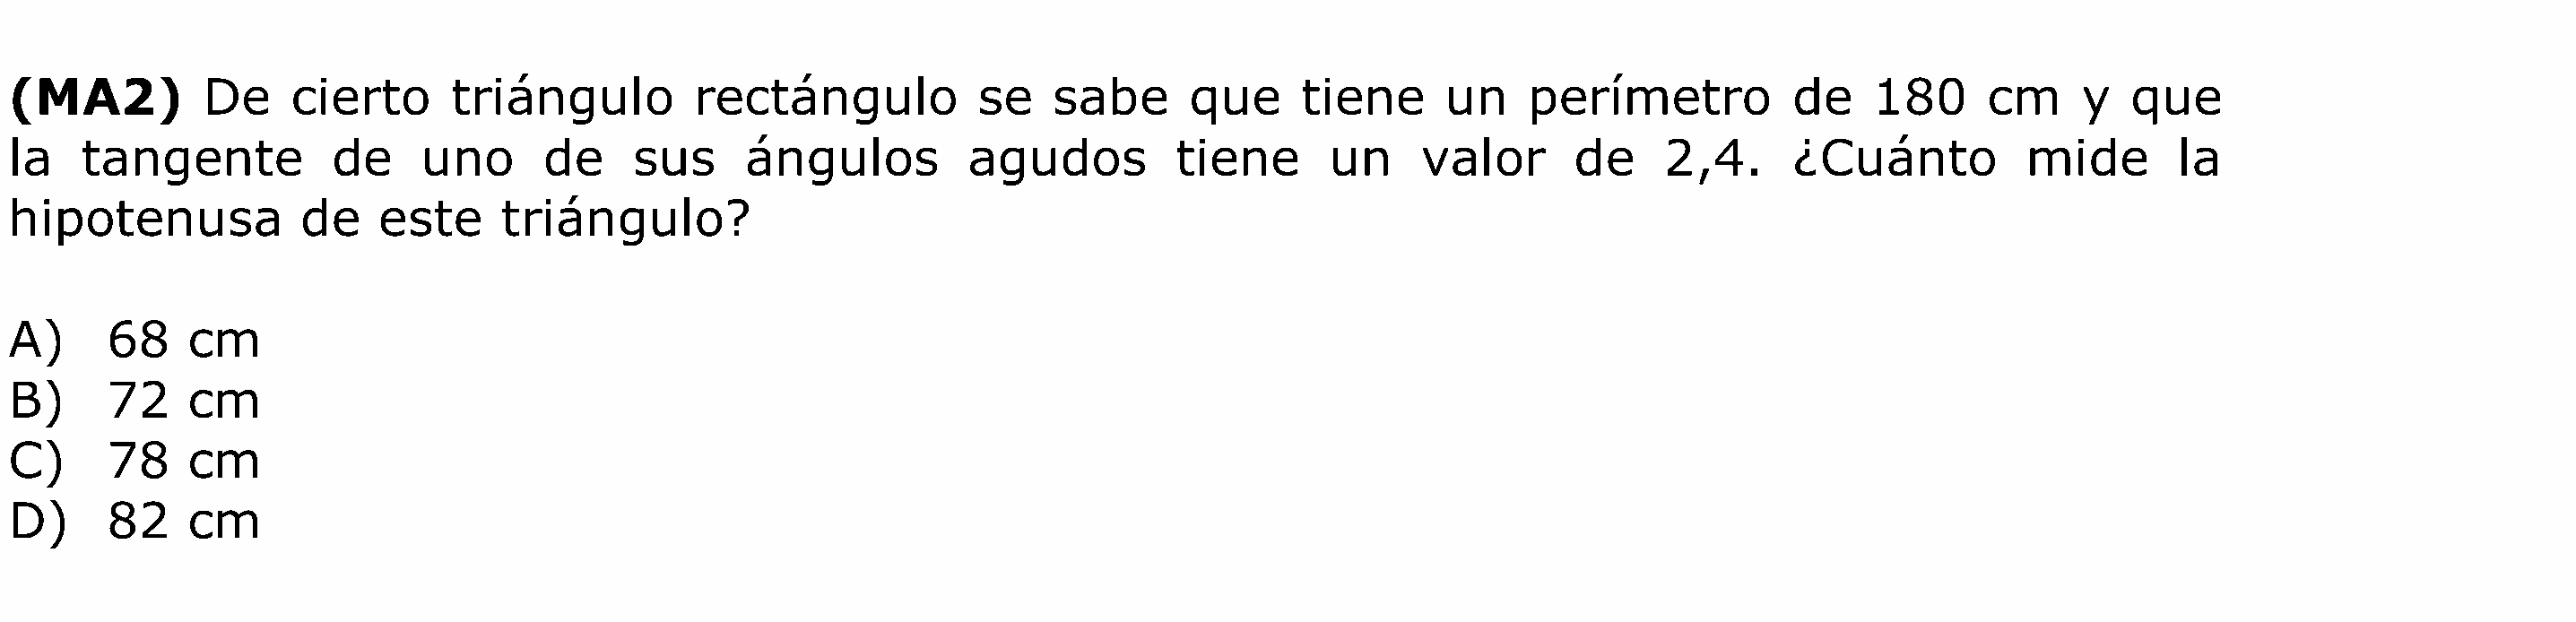 (MA2) De cierto triángulo rectángulo se sabe que tiene un perímetro de 180 cm y que
la tangente de uno de sus ángulos agudos tiene un valor de 2,4. ¿Cuánto mide la
hipotenusa de este triángulo?
A) 68 cm
B) 72 cm
C) 78 cm
D) 82 cm